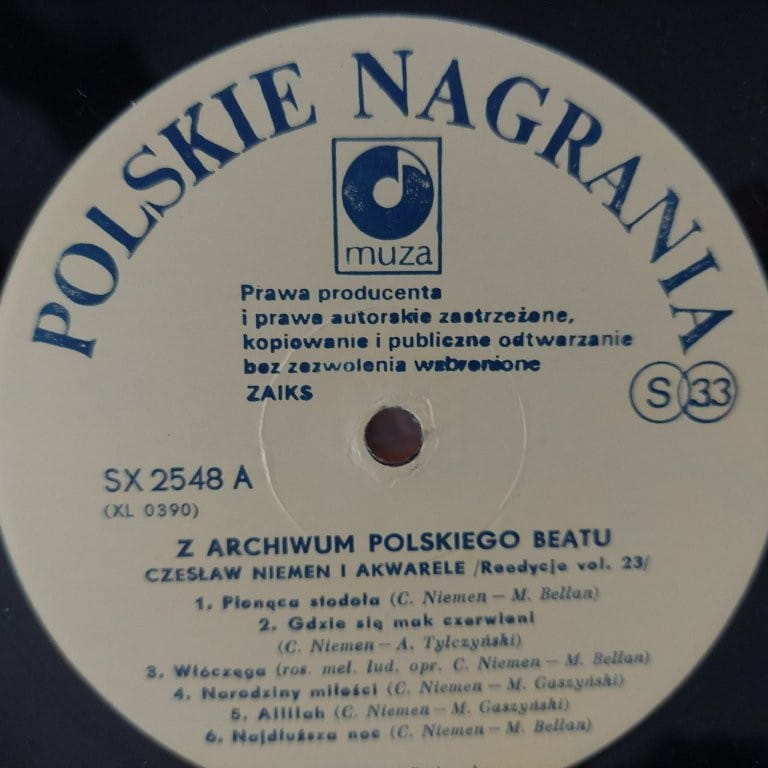 POLSKIE NAGRANIA
muza
Prawa producenta
i prawa autorskie zastrzeżone,
kopiowanie i publiczne odtwarzanie
bez zezwolenia wzbronione
ZAIKS
S 33
SX 2548 A
(XL 0390)
Z ARCHIWUM POLSKIEGO BEATU
CZESŁAW NIEMEN I AKWARELE /Reedycje vol. 23/
1. Płonąca stodoła (C. Niemen — M. Bellan)
2. Gdzie się mak czerwieni
(C. Niemen — A. Tylczyński)
3. Włóczęga (ros. mel. lud. opr. C. Niemen — M. Bellan)
4. Narodziny miłości (C. Niemen — M. Gaszyński)
5. Allilah (C. Niemen — M. Gaszyński)
6. Najdłuższa noc (C. Niemen — M. Bellan)